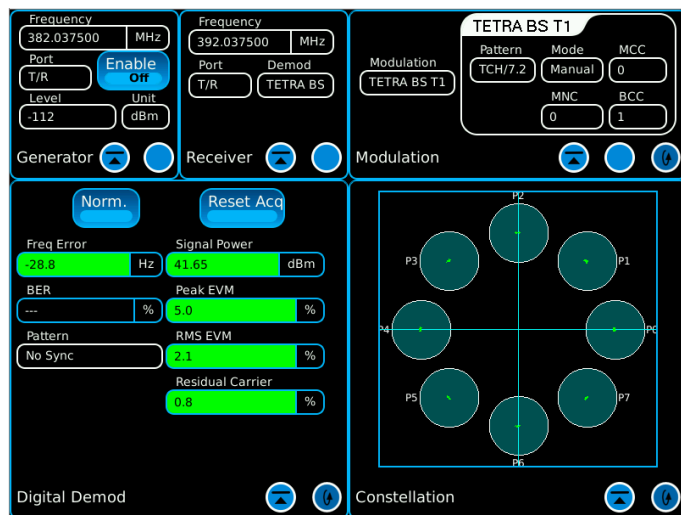 Frequency
382.037500 MHz
Port
T/R
Enable
Off
Level
-112
Unit
dBm
Generator
Frequency
392.037500 MHz
Port
T/R
Demod
TETRA BS
Receiver
Modulation
TETRA BS T1
TETRA BS T1
Pattern
TCH/7.2
Mode
Manual
MCC
0
MNC
0
BCC
1
Modulation
Norm.
Reset Acq
Freq Error
-28.8 Hz
BER
--- %
Pattern
No Sync
Signal Power
41.65 dBm
Peak EVM
5.0 %
RMS EVM
2.1 %
Residual Carrier
0.8 %
Digital Demod
P2
P3
P1
P4
P0
P5
P7
P6
Constellation